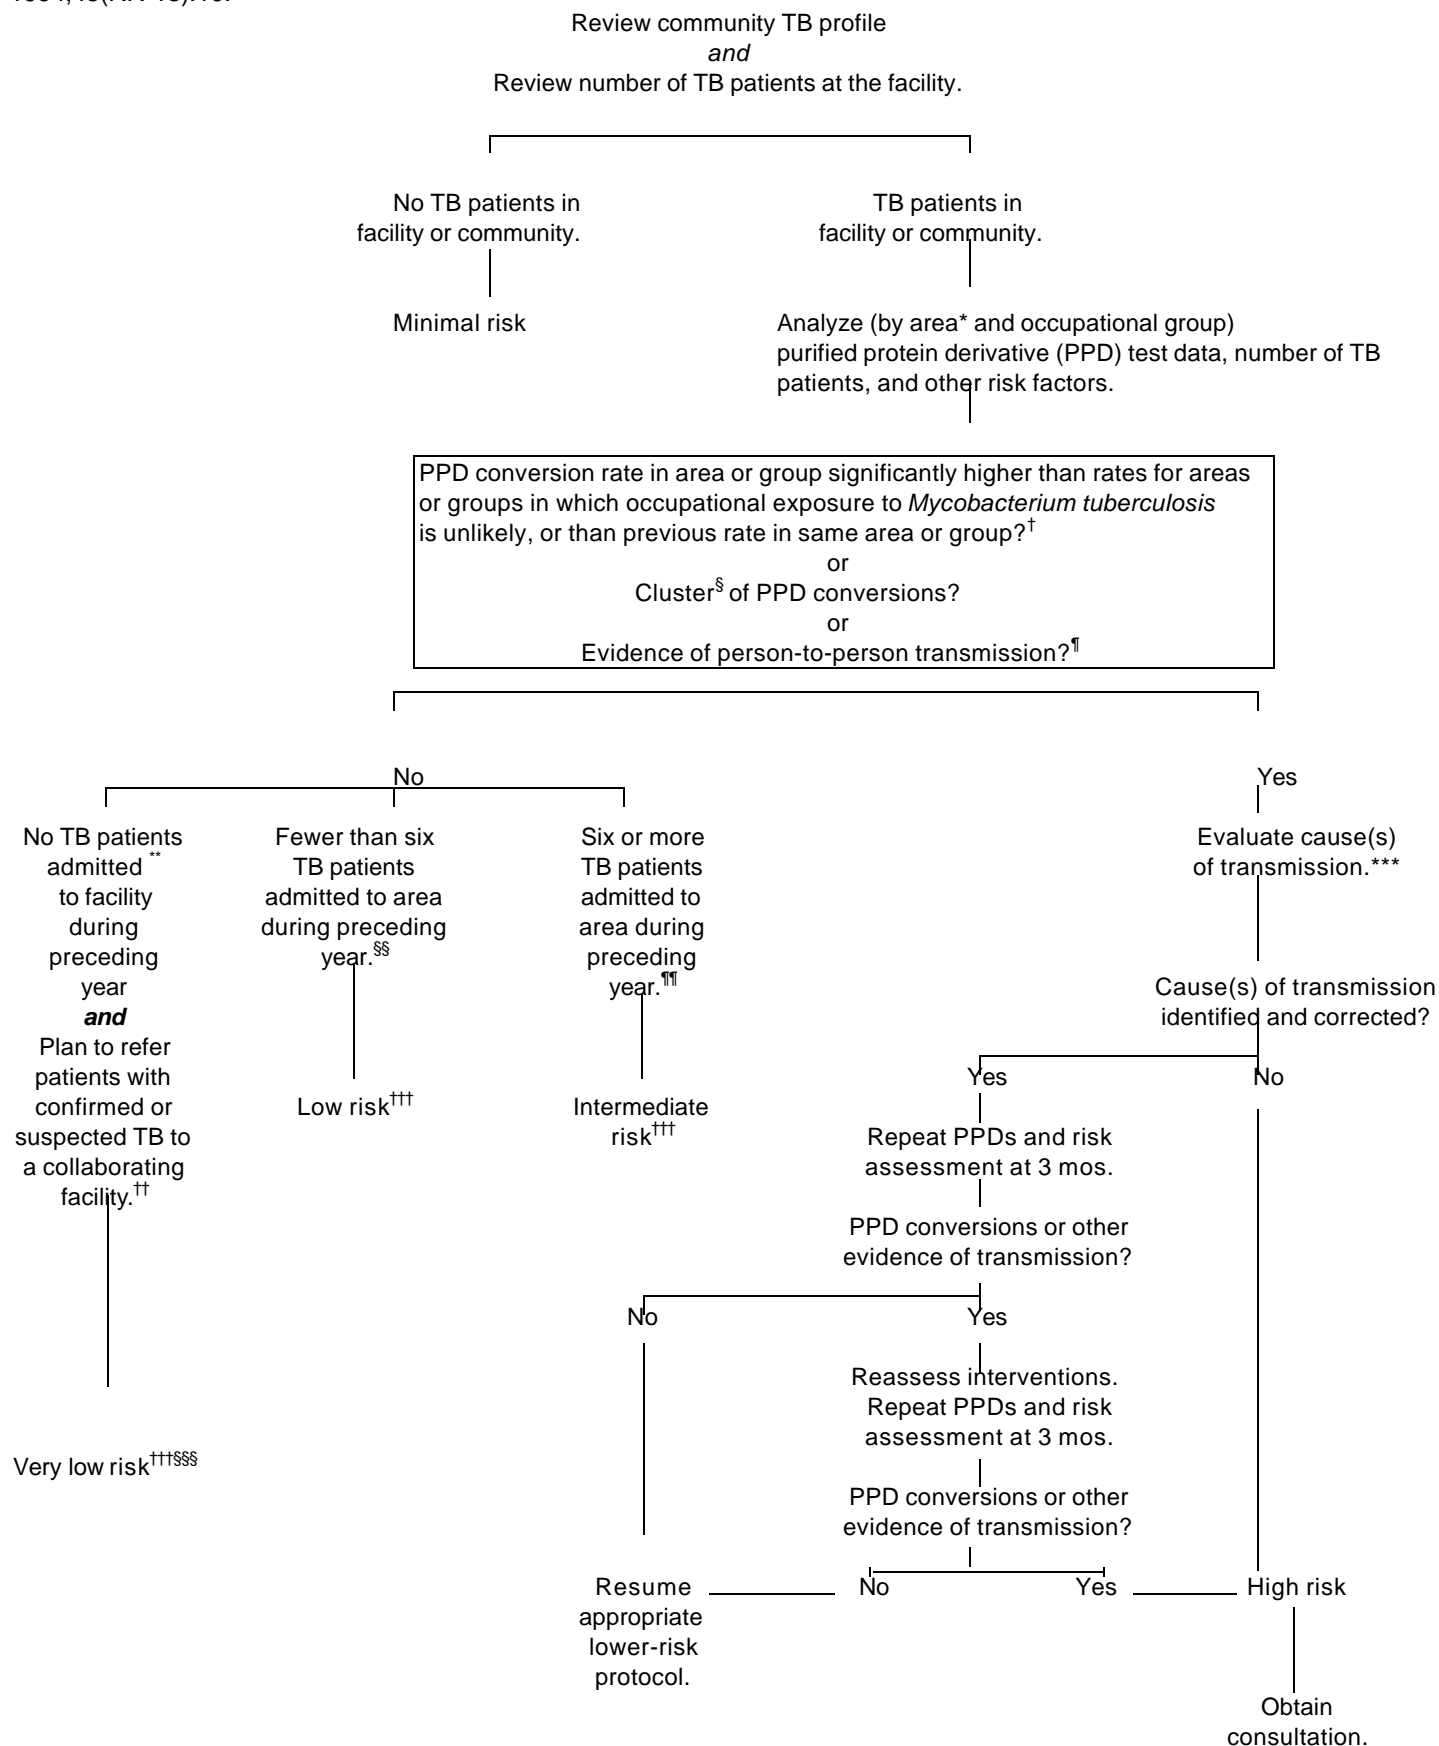 Review community TB profile
and
Review number of TB patients at the facility.
No TB patients in
facility or community.
TB patients in
facility or community.
Minimal risk
Analyze (by area* and occupational group)
purified protein derivative (PPD) test data, number of TB
patients, and other risk factors.
PPD conversion rate in area or group significantly higher than rates for areas
or groups in which occupational exposure to Mycobacterium tuberculosis
is unlikely, or than previous rate in same area or group?†
or
Cluster§ of PPD conversions?
or
Evidence of person-to-person transmission?¶
No
Yes
No TB patients
admitted **
to facility
during
preceding
year
and
Plan to refer
patients with
confirmed or
suspected TB to
a collaborating
facility.††
Very low risk†††§§§
Fewer than six
TB patients
admitted to area
during preceding
year.§§
Low risk†††
Six or more
TB patients
admitted to
area during
preceding
year.¶¶
Intermediate
risk†††
Evaluate cause(s)
of transmission.***
Cause(s) of transmission
identified and corrected?
Yes
No
Repeat PPDs and risk
assessment at 3 mos.
PPD conversions or other
evidence of transmission?
No
Yes
Reassess interventions.
Repeat PPDs and risk
assessment at 3 mos.
PPD conversions or other
evidence of transmission?
No
Yes
Resume
appropriate
lower-risk
protocol.
High risk
Obtain
consultation.